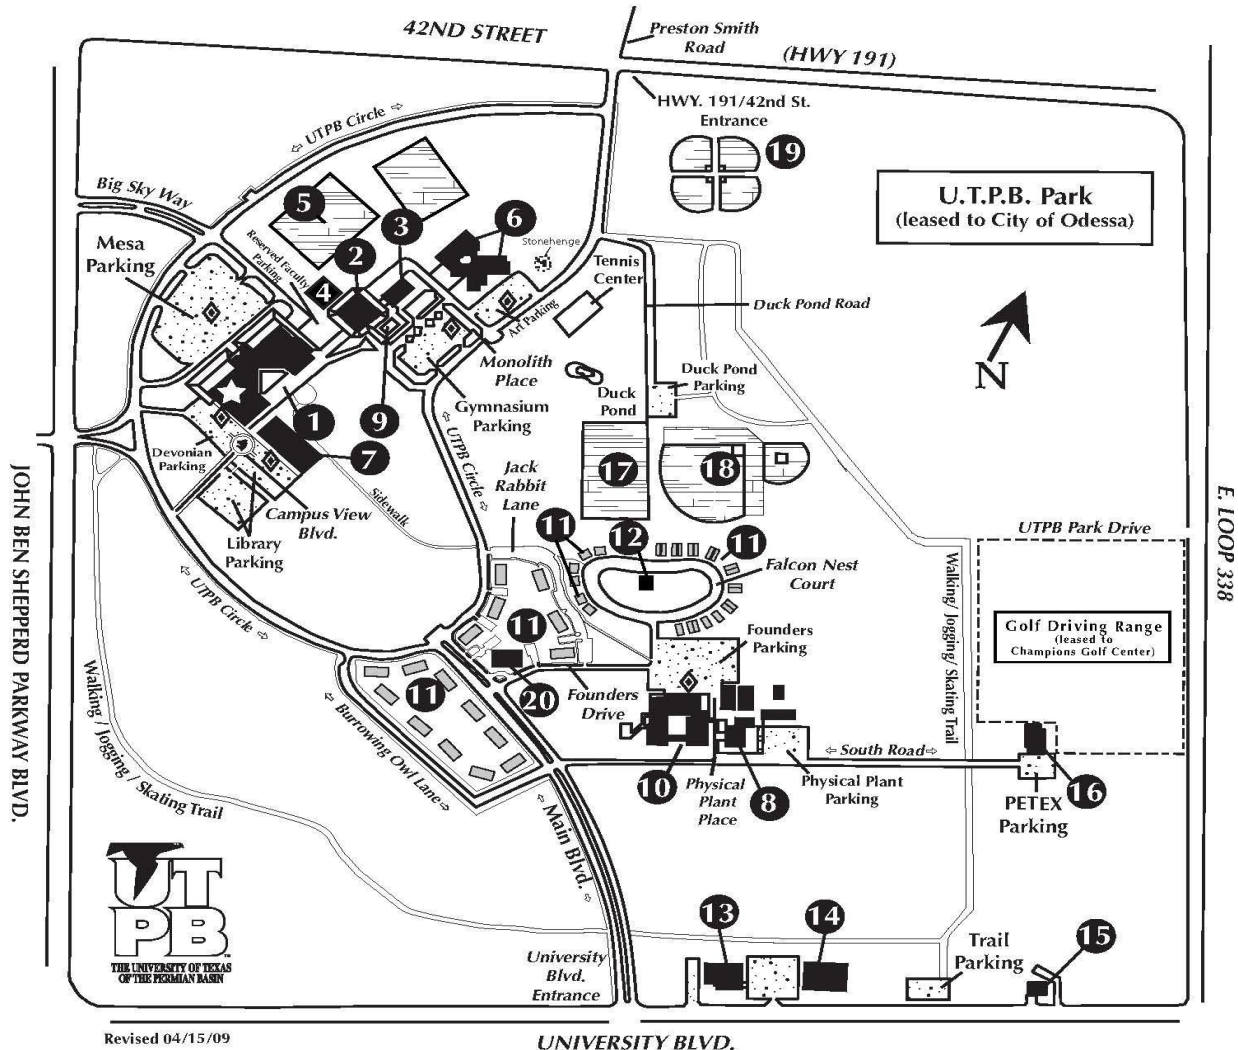 42ND STREET
Preston Smith
Road
(HWY 191)
HWY. 191/42nd St.
Entrance
19
U.T.P.B. Park
(leased to City of Odessa)
UTPB Circle
Big Sky Way
5
3
6
Stonehenge
Mesa
Parking
Reserved Faculty
Parking
2
4
Tennis
Center
Duck Pond Road
Art Parking
N
Monolith
Place
Duck Pond
Parking
Duck
Pond
1
9
Gymnasium
Parking
Devonian
Parking
7
UTPB Circle
17
18
Jack
Rabbit
Lane
Sidewalk
Campus View
Blvd.
Library
Parking
11
12
11
UTPB Park Drive
Falcon Nest
Court
JOHN BEN SHEPPERD PARKWAY BLVD.
E. LOOP 338
UTPB Circle
Walking/ Jogging/ Skating Trail
11
Founders
Parking
Golf Driving Range
(leased to
Champions Golf Center)
11
20
Founders
Drive
Burrowing Owl Lane
Walking / Jogging/ Skating Trail
South Road
10
Physical
Plant
Place
8
Physical Plant
Parking
16
PETEX
Parking
Main Blvd.
UTPB
THE UNIVERSITY OF TEXAS
OF THE PERMIAN BASIN
13
14
15
University
Blvd.
Entrance
Trail
Parking
Revised 04/15/09
UNIVERSITY BLVD.